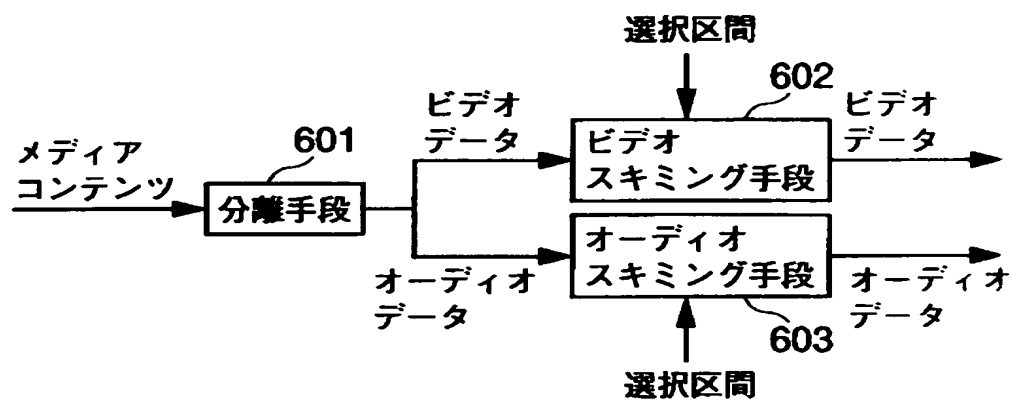 選択区間
602
ビデオ
データ
ビデオ
データ
601
メディア
コンテンツ
ビデオ
スキミング手段
分離手段
オーディオ
スキミング手段
オーディオ
データ
オーディオ
データ
603
選択区間